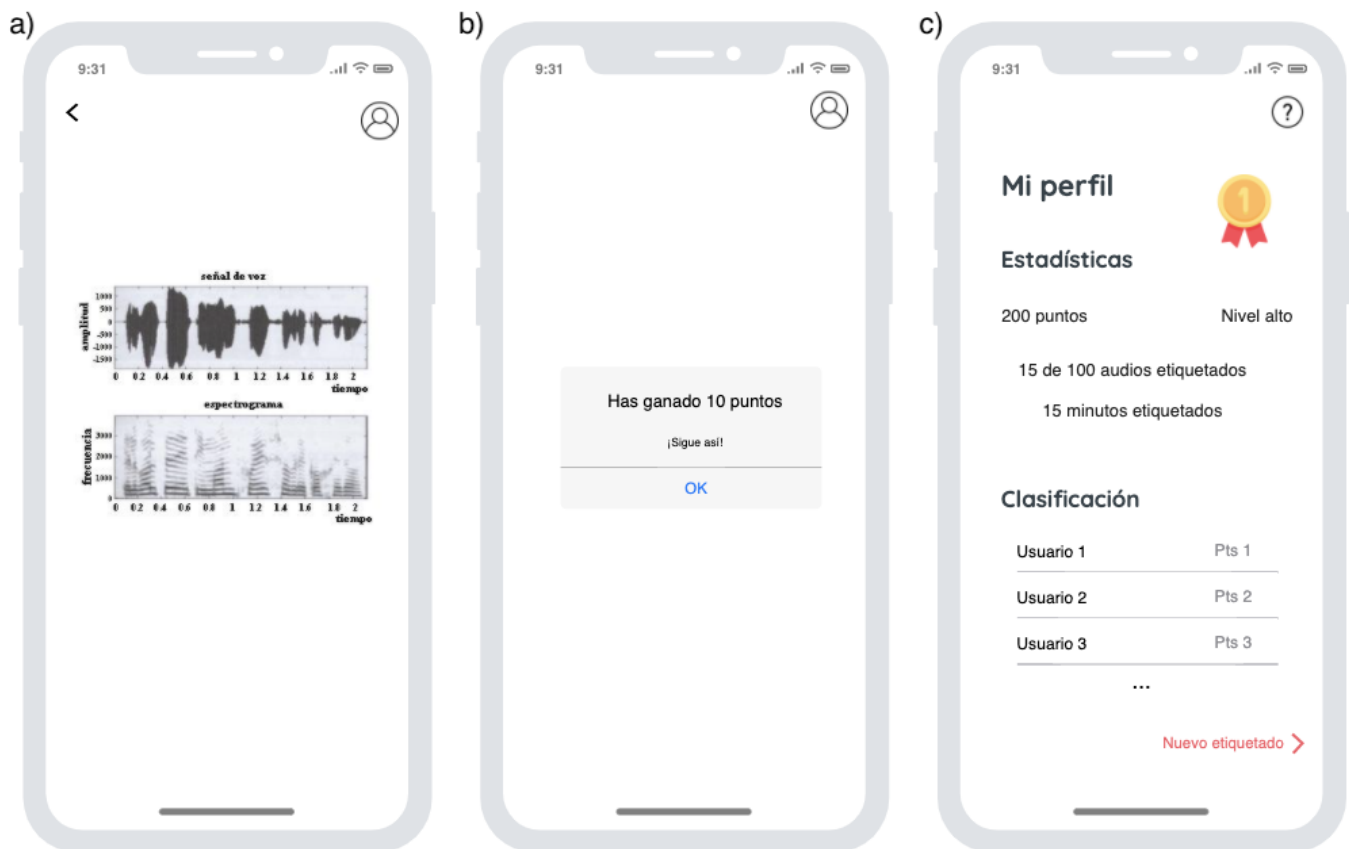 a)
9:31
señal de voz
amplitud
1000
500
0
-500
-1000
-1500
0 0.2 0.4 0.6 0.8 1 1.2 1.4 1.6 1.8 2
tiempo
espectrograma
frecuencia
3000
2000
1000
0
0 0.2 0.4 0.6 0.8 1 1.2 1.4 1.6 1.8 2
tiempo
b)
9:31
Has ganado 10 puntos
¡Sigue así!
OK
c)
9:31
?
Mi perfil
1
Estadísticas
200 puntos Nivel alto
15 de 100 audios etiquetados
15 minutos etiquetados
Clasificación
Usuario 1 Pts 1
Usuario 2 Pts 2
Usuario 3 Pts 3
...
Nuevo etiquetado